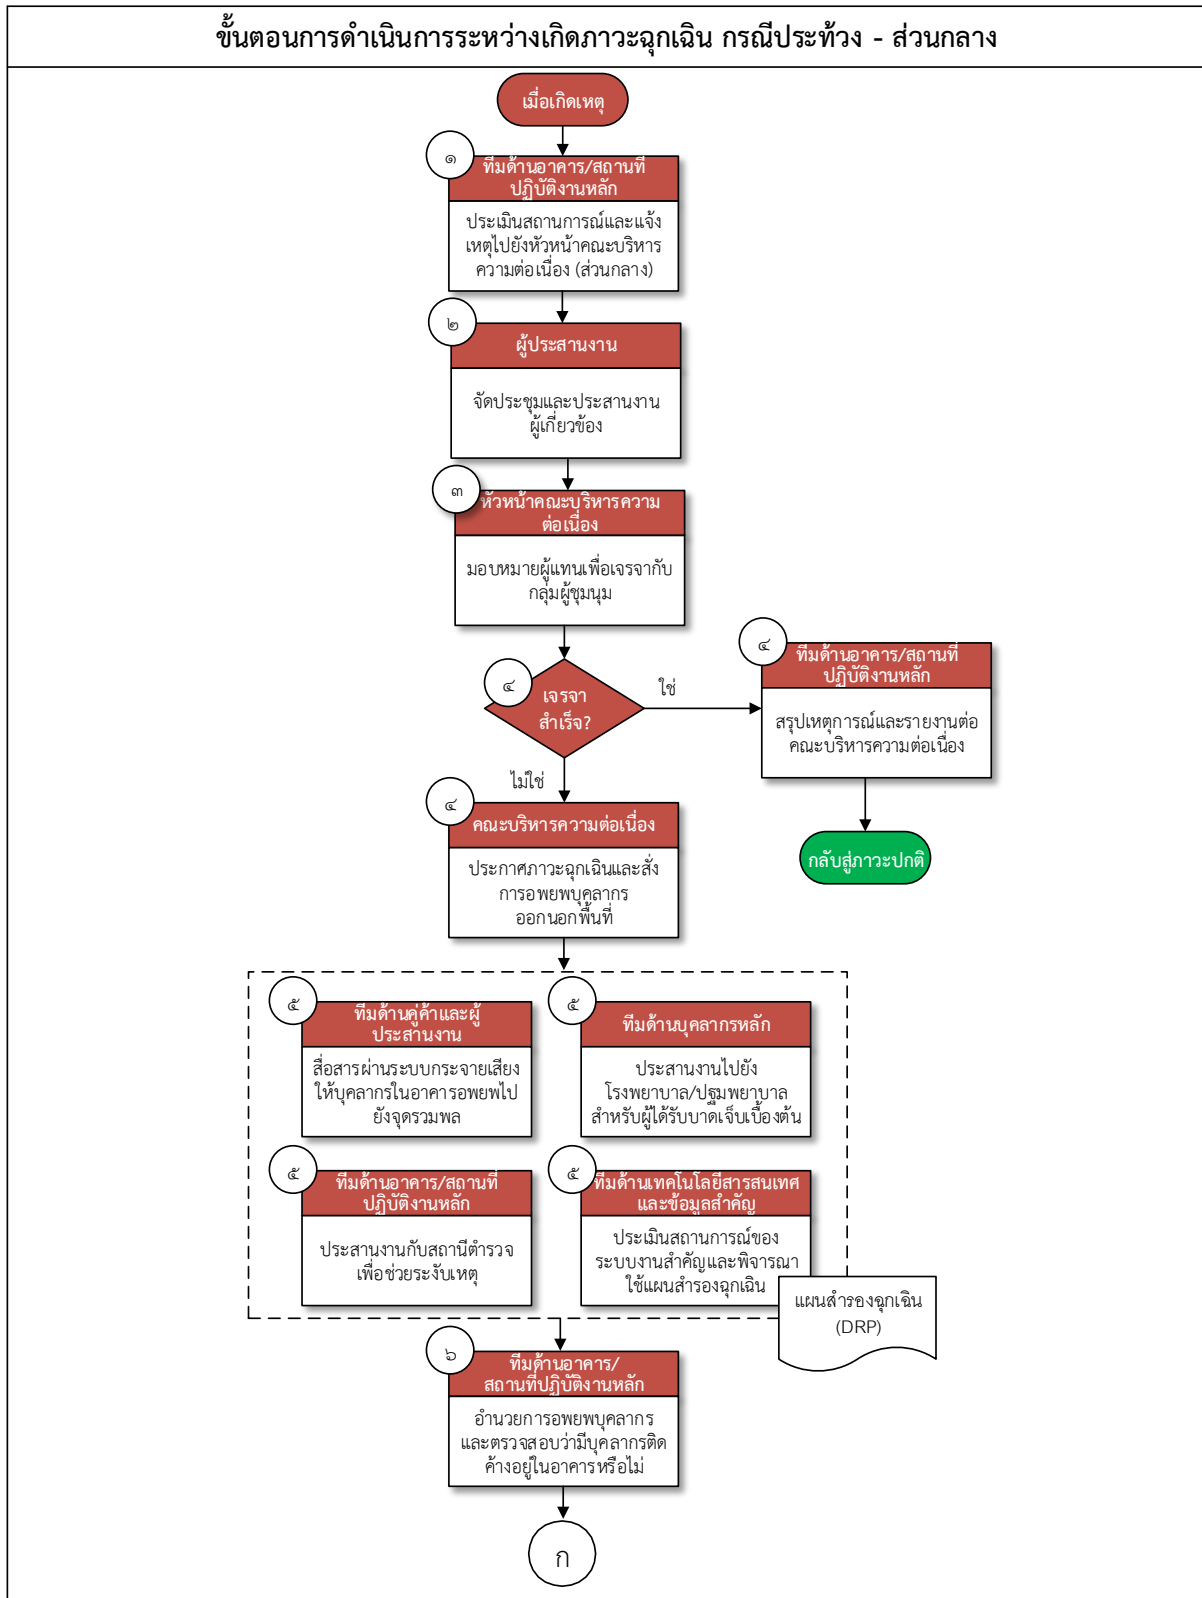 ขั้นตอนการดำเนินการระหว่างเกิดภาวะฉุกเฉิน กรณีประท้วง - ส่วนกลาง
เมื่อเกิดเหตุ
๑
ทีมด้านอาคาร/สถานที่
ปฏิบัติงานหลัก
ประเมินสถานการณ์และแจ้ง
เหตุไปยังหัวหน้าคณะบริหาร
ความต่อเนื่อง (ส่วนกลาง)
๒
ผู้ประสานงาน
จัดประชุมและประสานงาน
ผู้เกี่ยวข้อง
๓
หัวหน้าคณะบริหารความ
ต่อเนื่อง
มอบหมายผู้แทนเพื่อเจรจากับ
กลุ่มผู้ชุมนุม
๔
เจรจา
สำเร็จ?
ใช่
๔
ทีมด้านอาคาร/สถานที่
ปฏิบัติงานหลัก
สรุปเหตุการณ์และรายงานต่อ
คณะบริหารความต่อเนื่อง
กลับสู่ภาวะปกติ
ไม่ใช่
๔
คณะบริหารความต่อเนื่อง
ประกาศภาวะฉุกเฉินและสั่ง
การอพยพบุคลากร
ออกนอกพื้นที่
๕
ทีมด้านคู่ค้าและผู้
ประสานงาน
สื่อสารผ่านระบบกระจายเสียง
ให้บุคลากรในอาคารอพยพไป
ยังจุดรวมพล
๕
ทีมด้านบุคลากรหลัก
ประสานงานไปยัง
โรงพยาบาล/ปฐมพยาบาล
สำหรับผู้ได้รับบาดเจ็บเบื้องต้น
๕
ทีมด้านอาคาร/สถานที่
ปฏิบัติงานหลัก
ประสานงานกับสถานีตำรวจ
เพื่อช่วยระงับเหตุ
๕
ทีมด้านเทคโนโลยีสารสนเทศ
และข้อมูลสำคัญ
ประเมินสถานการณ์ของ
ระบบงานสำคัญและพิจารณา
ใช้แผนสำรองฉุกเฉิน
แผนสำรองฉุกเฉิน
(DRP)
๖
ทีมด้านอาคาร/
สถานที่ปฏิบัติงานหลัก
อำนวยการอพยพบุคลากร
และตรวจสอบว่ามีบุคลากรติด
ค้างอยู่ในอาคารหรือไม่
ก